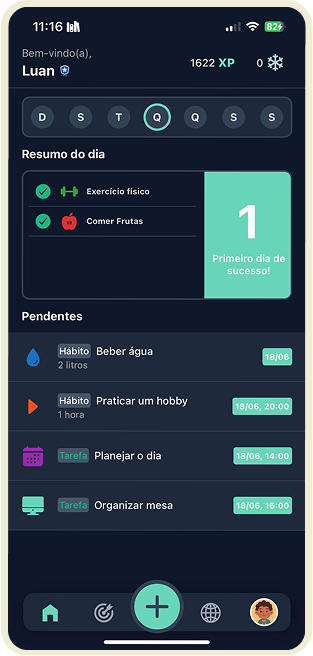 11:16
82
Bem-vindo(a),
Luan
1622 XP
0
D S T Q Q S S
Resumo do dia
Exercício físico
Comer Frutas
1
Primeiro dia de
sucesso!
Pendentes
Hábito Beber água
2 litros
18/06
Hábito Praticar um hobby
1 hora
18/06, 20:00
Tarefa Planejar o dia
18/06, 14:00
Tarefa Organizar mesa
18/06, 16:00